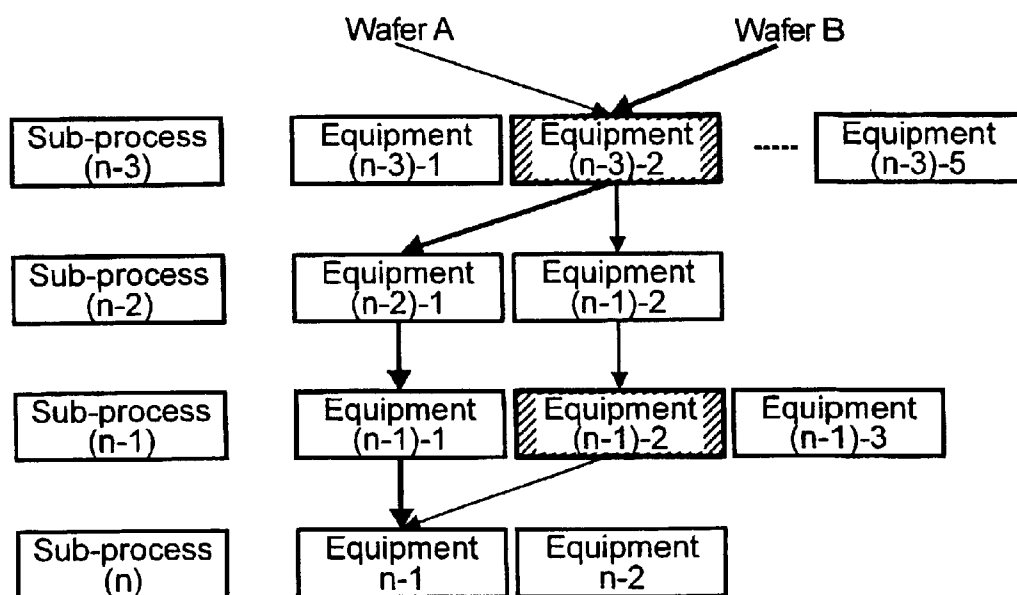 Wafer A
Wafer B
Sub-process
(n-3)
Equipment
(n-3)-1
Equipment
(n-3)-2
Equipment
(n-3)-5
Sub-process
(n-2)
Equipment
(n-2)-1
Equipment
(n-1)-2
Sub-process
(n-1)
Equipment
(n-1)-1
Equipment
(n-1)-2
Equipment
(n-1)-3
Sub-process
(n)
Equipment
n-1
Equipment
n-2